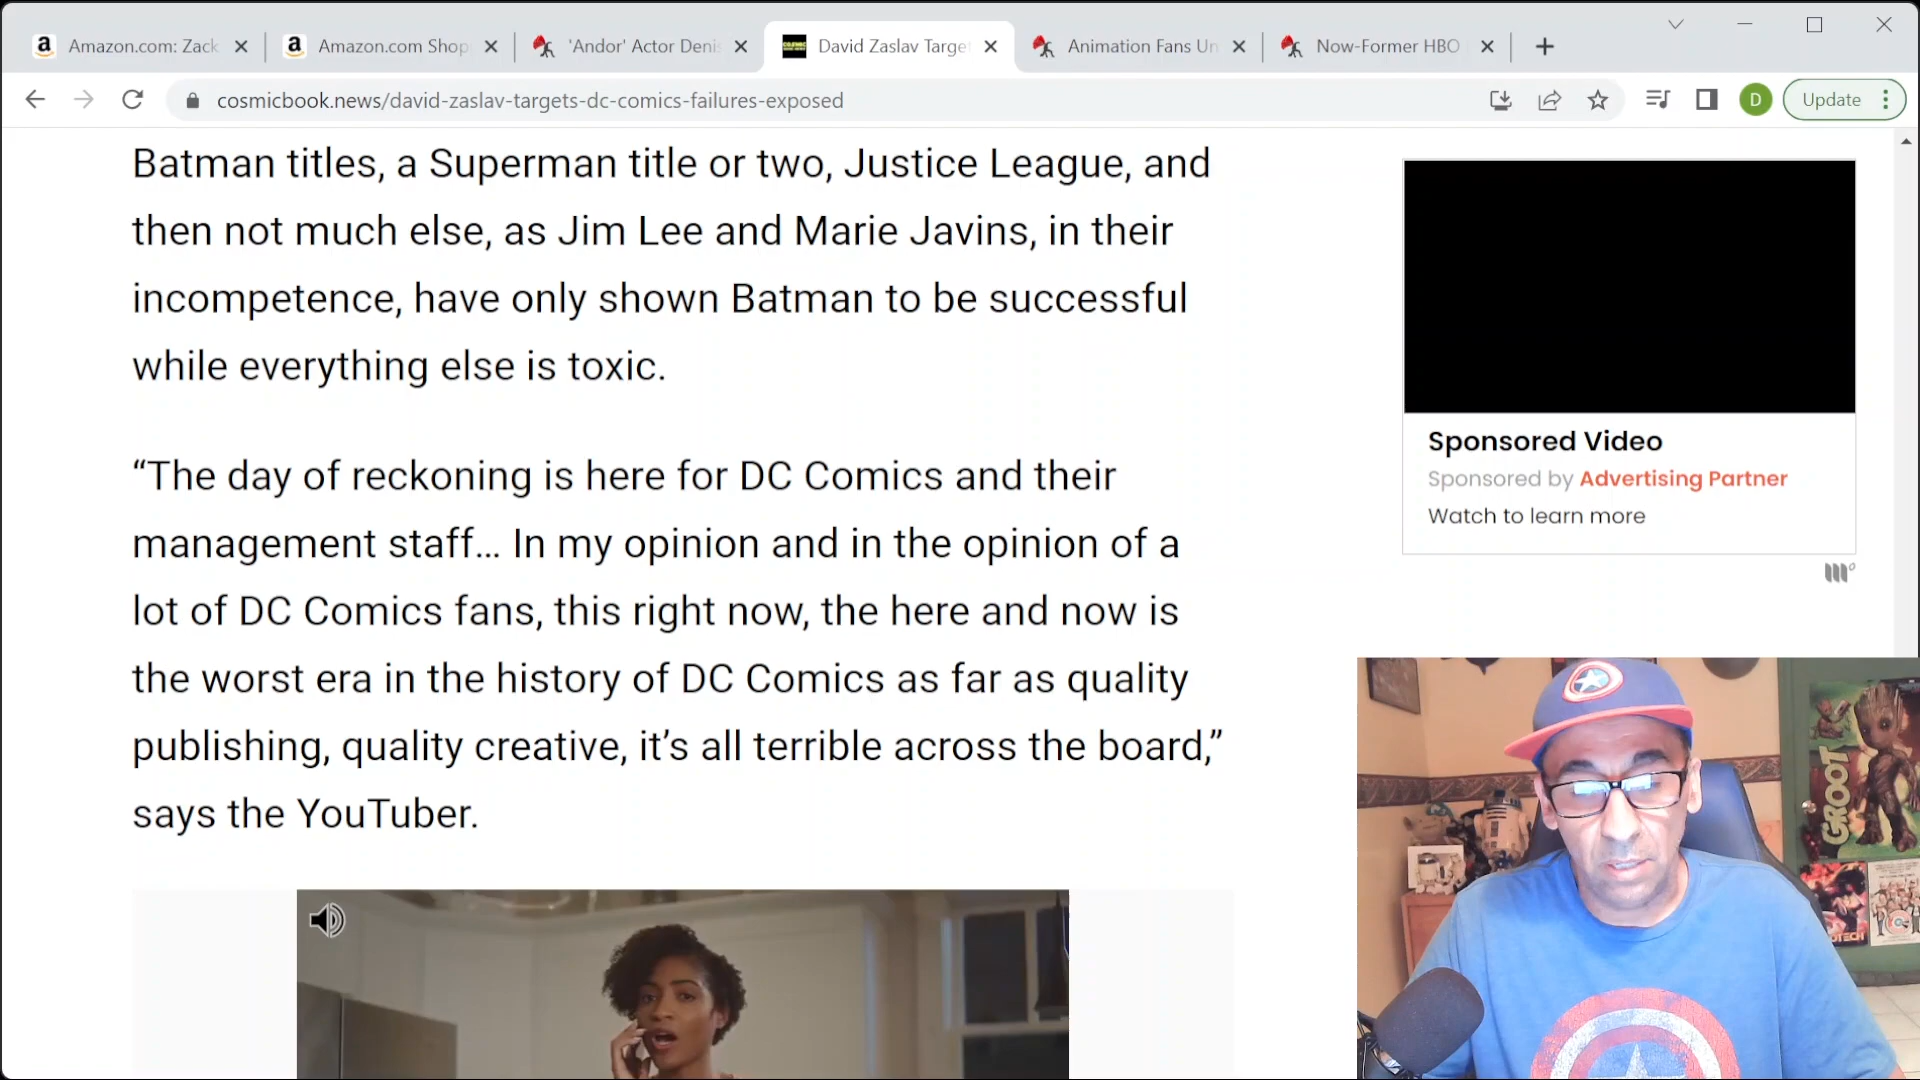 Amazon.com: Zack
Amazon.com Shop
'Andor' Actor Denis
David Zaslav Targe
Animation Fans Un
Now-Former HBO
cosmicbook.news/david-zaslav-targets-dc-comics-failures-exposed
D
Update
Batman titles, a Superman title or two, Justice League, and
then not much else, as Jim Lee and Marie Javins, in their
incompetence, have only shown Batman to be successful
while everything else is toxic.
“The day of reckoning is here for DC Comics and their
management staff… In my opinion and in the opinion of a
lot of DC Comics fans, this right now, the here and now is
the worst era in the history of DC Comics as far as quality
publishing, quality creative, it’s all terrible across the board,”
says the YouTuber.
Sponsored Video
Sponsored by Advertising Partner
Watch to learn more
GROOT